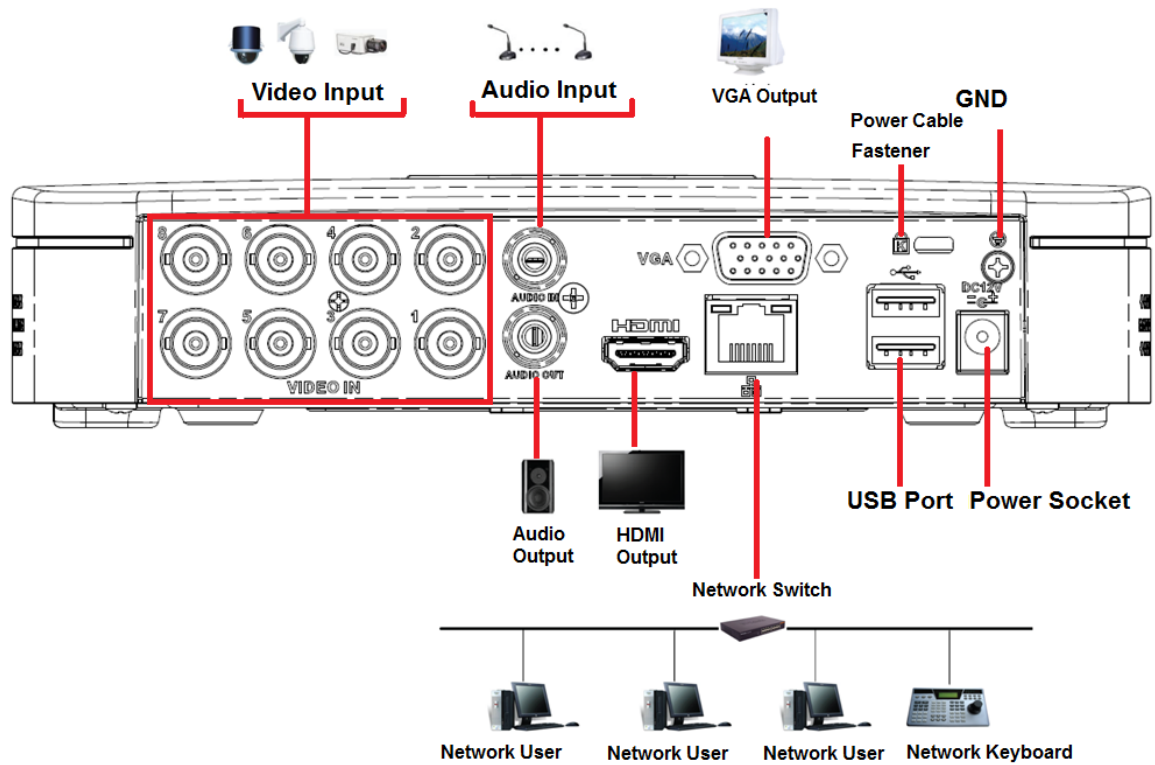 Video Input
Audio Input
VGA Output
GND
Power Cable
Fastener
8
6
4
2
VGA
AUDIO IN
DC12V
7
5
3
1
HDMI
VIDEO IN
AUDIO OUT
USB Port
Power Socket
Audio
Output
HDMI
Output
Network Switch
Network User
Network User
Network User
Network Keyboard